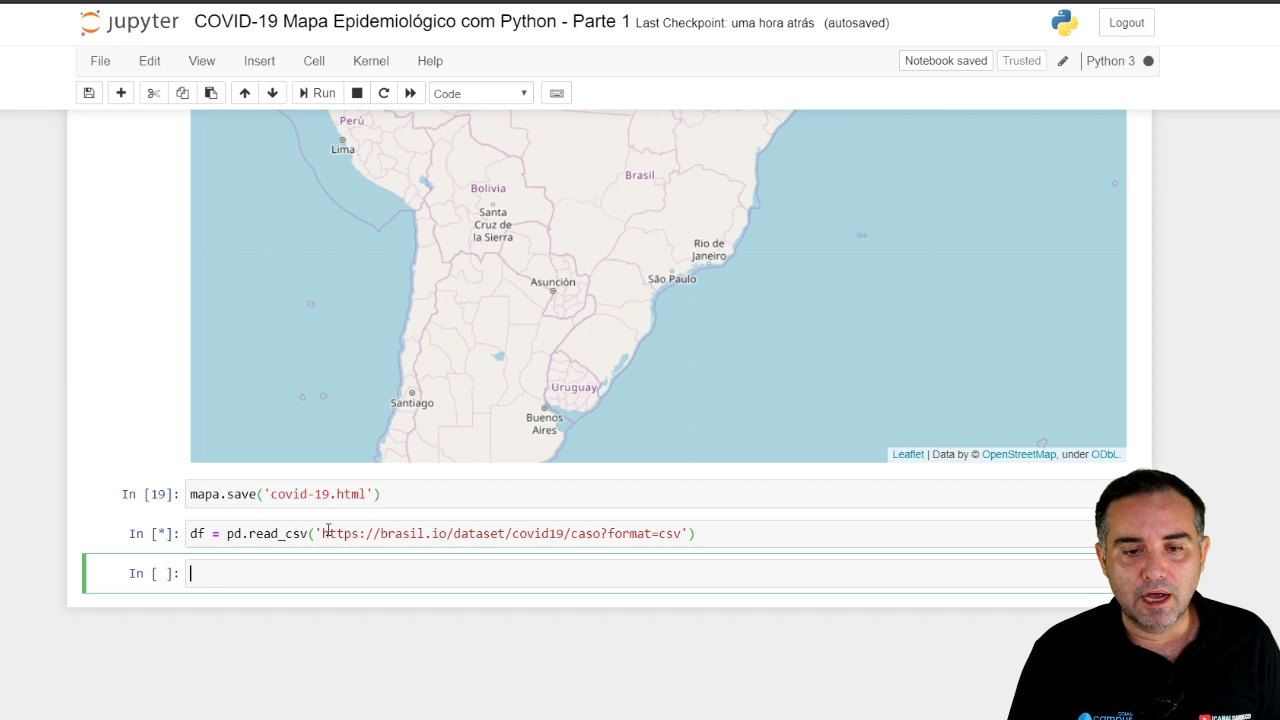 jupyter COVID-19 Mapa Epidemiológico com Python - Parte 1 Last Checkpoint: uma hora atrás (autosaved) Logout
File Edit View Insert Cell Kernel Help Notebook saved Trusted Python 3
Run Code
Perú
Lima
Brasil
Bolivia
Santa
Cruz de
la Sierra
Rio de
Janeiro
São Paulo
Asunción
Uruguay
Santiago
Buenos
Aires
Leaflet | Data by © OpenStreetMap, under ODbL.
In [19]: mapa.save('covid-19.html')
In [*]: df = pd.read_csv('https://brasil.io/dataset/covid19/caso?format=csv')
In [ ]:
campus